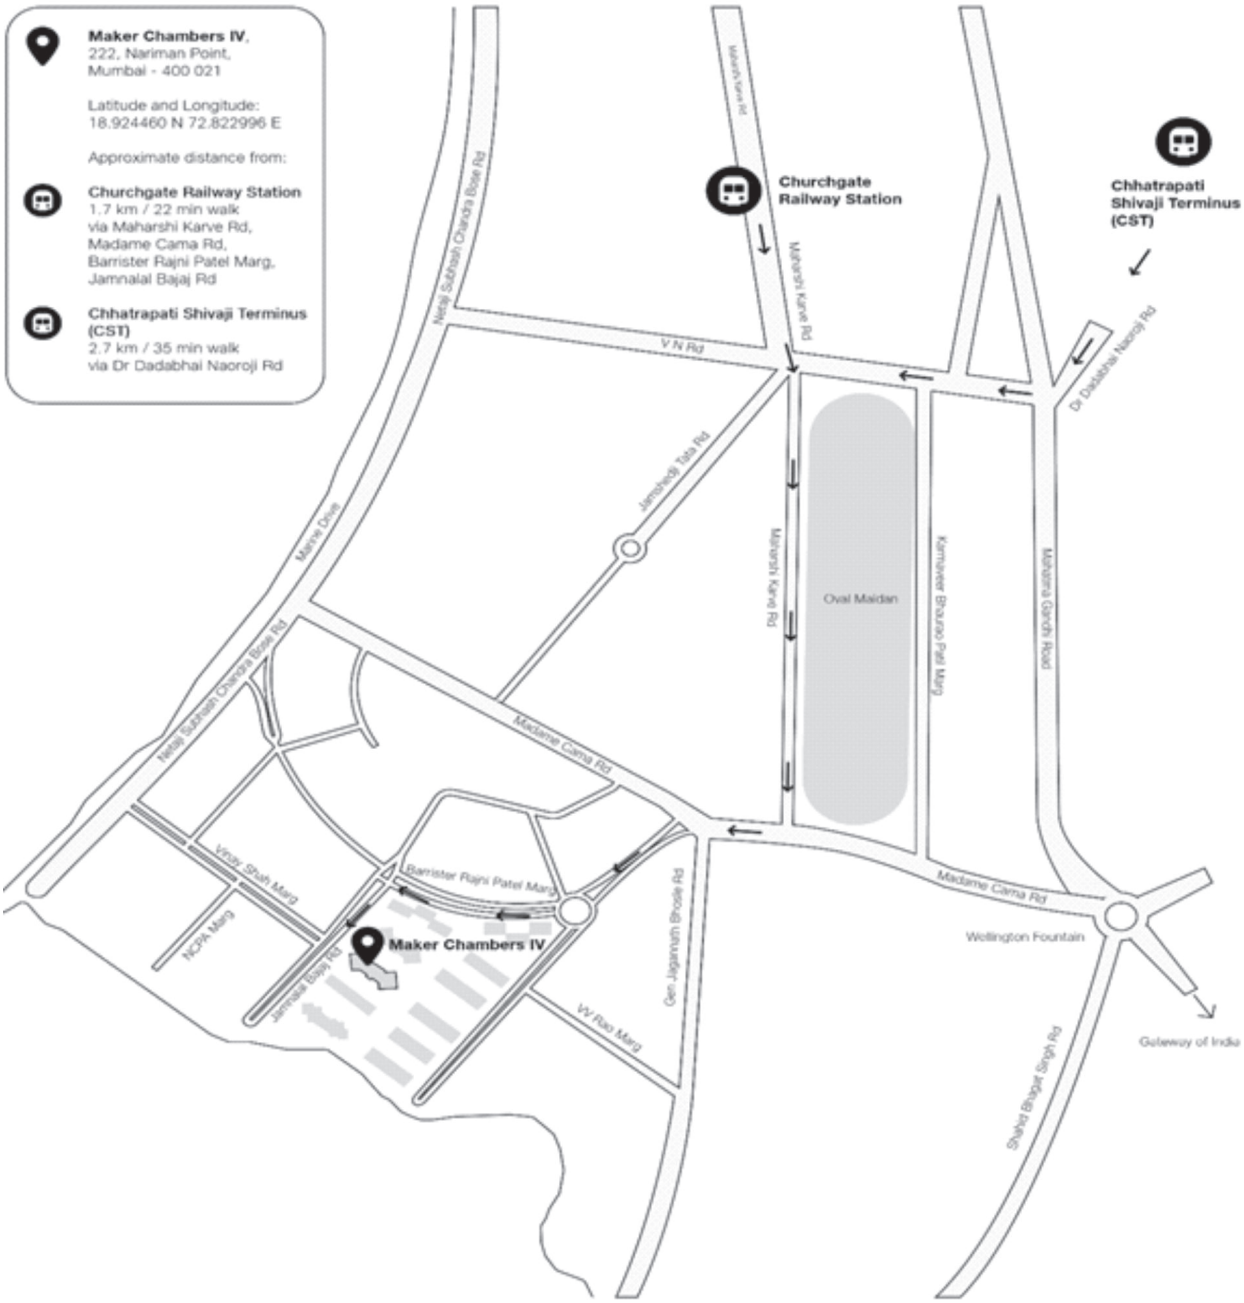 Maker Chambers IV,
222, Nariman Point,
Mumbai - 400 021
Latitude and Longitude:
18.924460 N 72.822996 E
Approximate distance from:
Churchgate Railway Station
1.7 km / 22 min walk
via Maharshi Karve Rd,
Madame Cama Rd,
Barrister Rajni Patel Marg,
Jamnalal Bajaj Rd
Chhatrapati Shivaji Terminus
(CST)
2.7 km / 35 min walk
via Dr Dadabhai Naoroji Rd
Maharshi Karve Rd
Netaji Subhash Chandra Bose Rd
Churchgate
Railway Station
Chhatrapati
Shivaji Terminus
(CST)
Maharshi Karve Rd
V N Rd
Dr Dadabhai Naoroji Rd
Jamshedji Tata Rd
Marine Drive
Maharshi Karve Rd
Oval Maidan
Karmaveer Bhaurao Patil Marg
Mahatma Gandhi Road
Netaji Subhash Chandra Bose Rd
Madame Cama Rd
Vinay Shah Marg
Barrister Rajni Patel Marg
Madame Cama Rd
NCPA Marg
Maker Chambers IV
Gen Jagannath Bhosle Rd
Wellington Fountain
Jamnalal Bajaj Rd
VV Rao Marg
Gateway of India
Shahid Bhagat Singh Rd